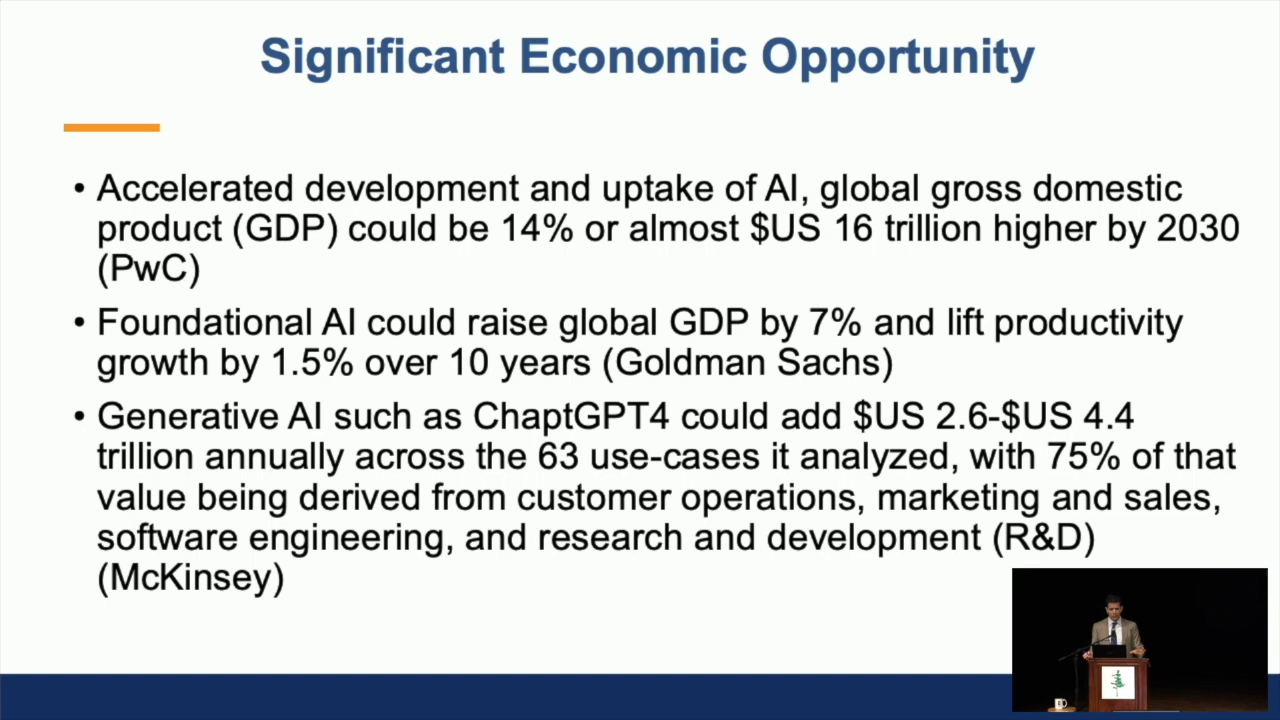 Significant Economic Opportunity
• Accelerated development and uptake of AI, global gross domestic
product (GDP) could be 14% or almost $US 16 trillion higher by 2030
(PwC)
• Foundational AI could raise global GDP by 7% and lift productivity
growth by 1.5% over 10 years (Goldman Sachs)
• Generative AI such as ChaptGPT4 could add $US 2.6-$US 4.4
trillion annually across the 63 use-cases it analyzed, with 75% of that
value being derived from customer operations, marketing and sales,
software engineering, and research and development (R&D)
(McKinsey)